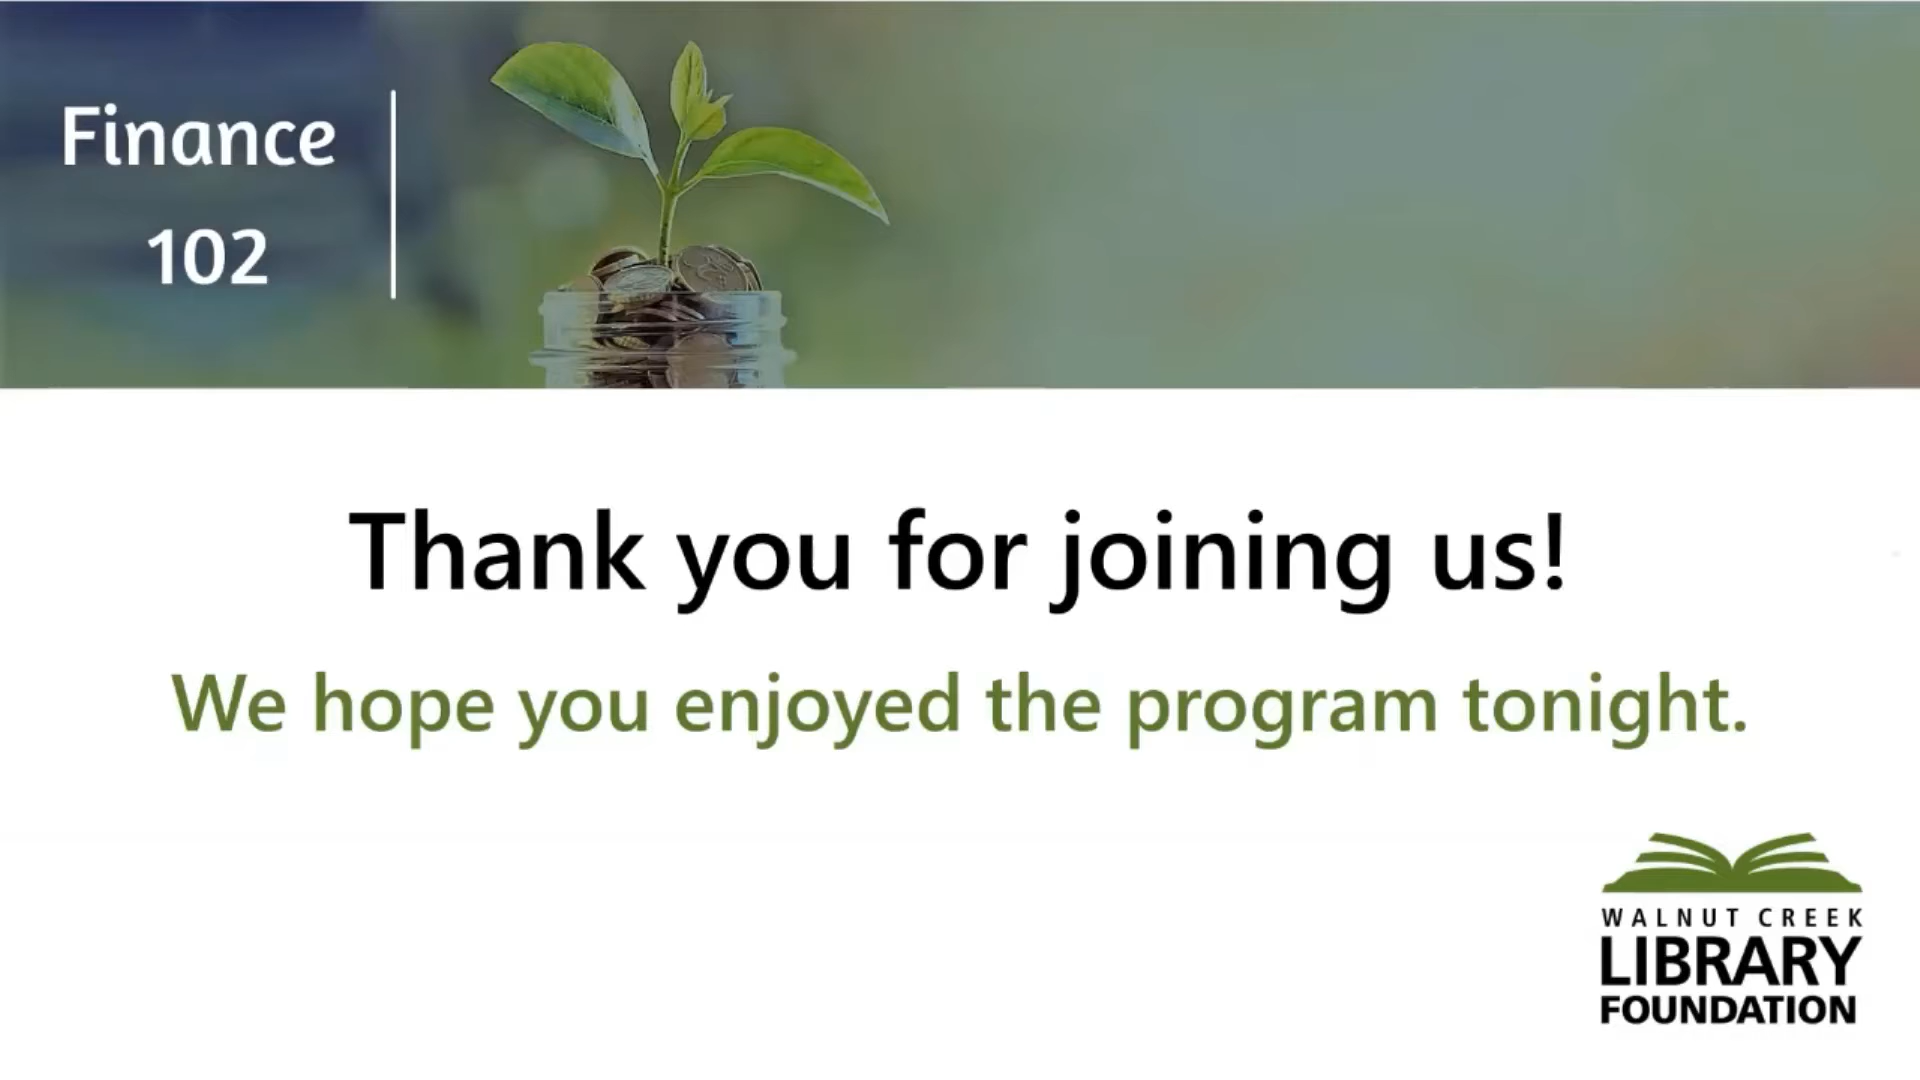 Finance
102
Thank you for joining us!
We hope you enjoyed the program tonight.
WALNUT CREEK
LIBRARY
FOUNDATION